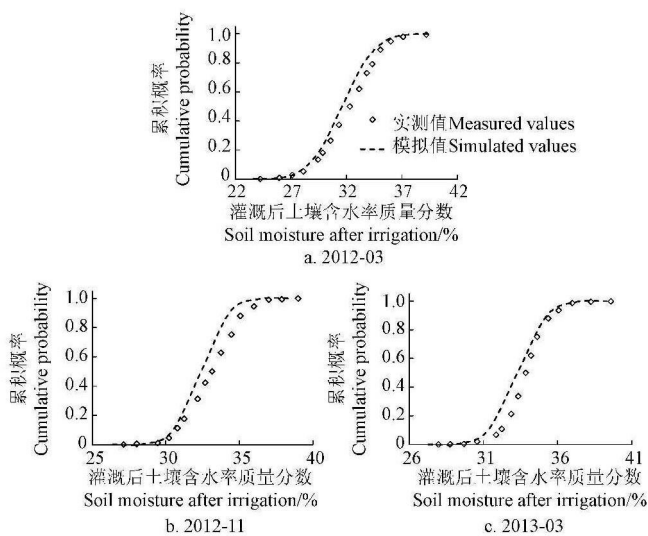 累积概率
Cumulative probability
1.0
0.8
0.6
0.4
0.2
0
22 27 32 37 42
实测值Measured values
模拟值Simulated values
灌溉后土壤含水率质量分数
Soil moisture after irrigation/%
a. 2012-03
累积概率
Cumulative probability
1.0
0.8
0.6
0.4
0.2
0
25 30 35 40
灌溉后土壤含水率质量分数
Soil moisture after irrigation/%
b. 2012-11
累积概率
Cumulative probability
1.0
0.8
0.6
0.4
0.2
0
26 31 36 41
灌溉后土壤含水率质量分数
Soil moisture after irrigation/%
c. 2013-03